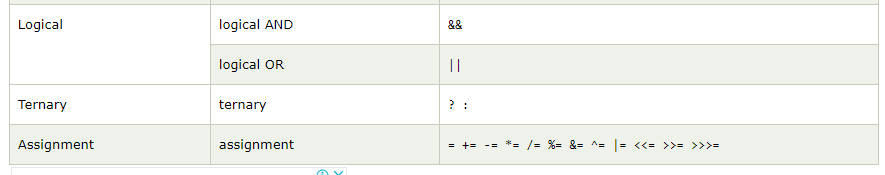 Logical logical AND &&
logical OR ||
Ternary ternary ? :
Assignment assignment = += -= *= /= %= &= ^= |= <<= >>= >>>=